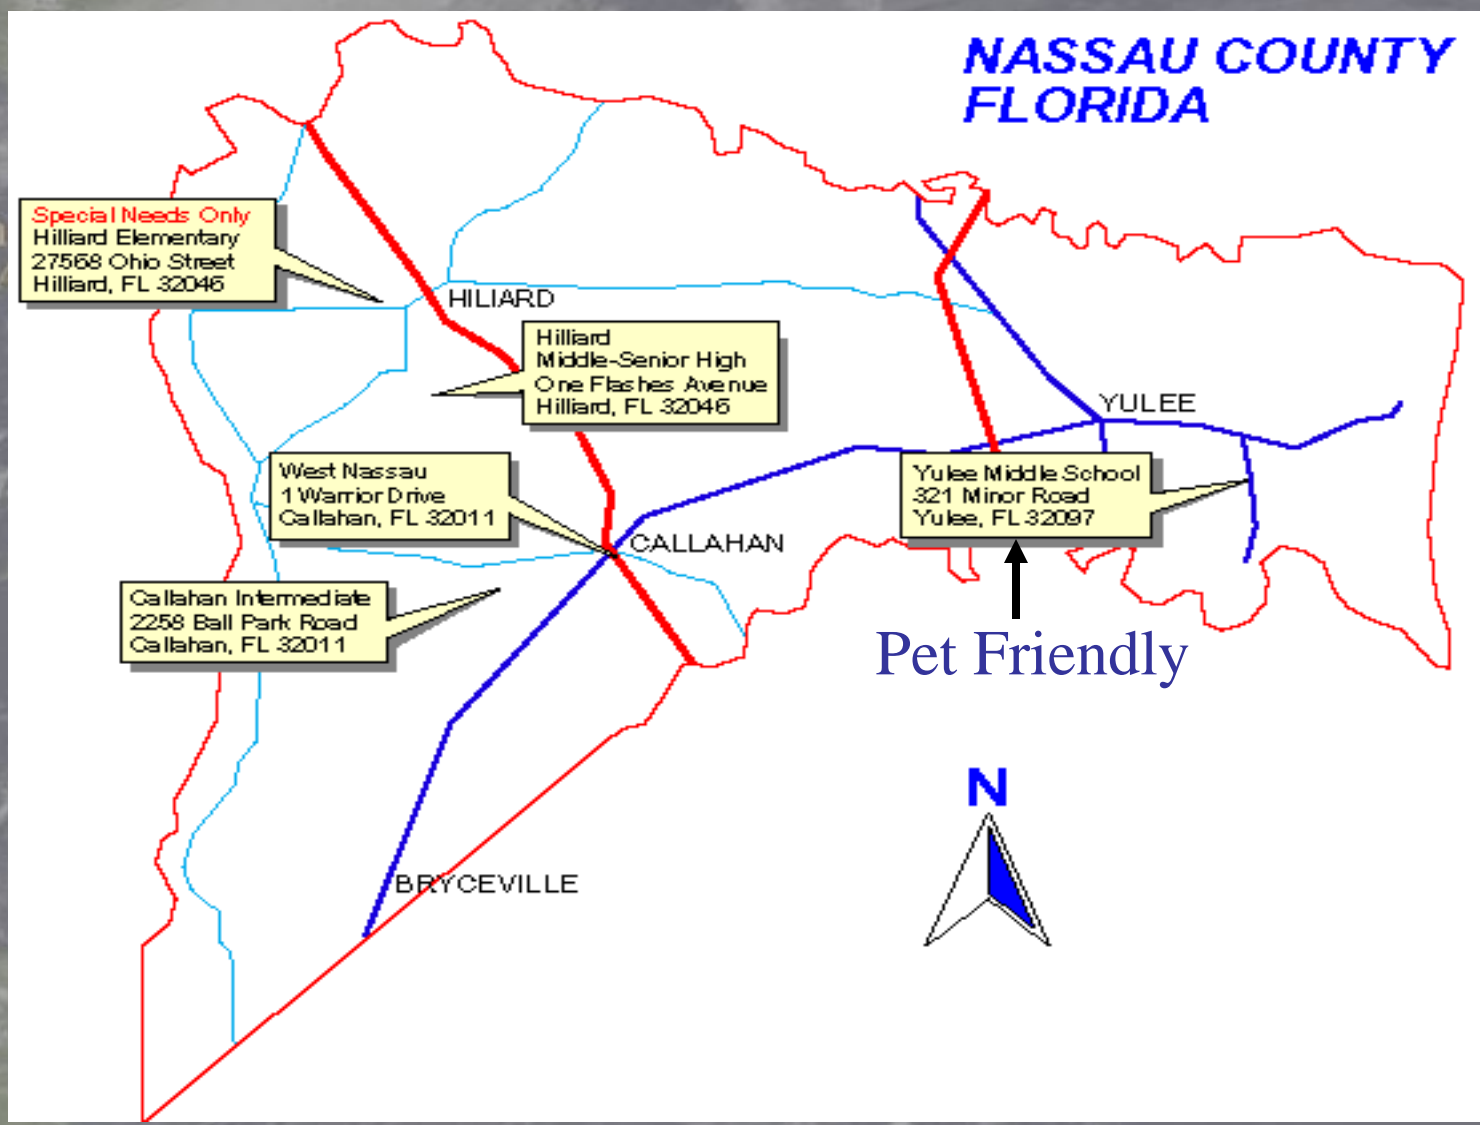 NASSAU COUNTY
FLORIDA
Special Needs Only
Hilliard Elementary
27568 Ohio Street
Hilliard, FL 32046
HILIARD
Hilliard
Middle-Senior High
One Flashes Avenue
Hilliard, FL 32046
YULEE
West Nassau
1 Warrior Drive
Callahan, FL 32011
Yulee Middle School
321 Minor Road
Yulee, FL 32097
CALLAHAN
Callahan Intermediate
2258 Ball Park Road
Callahan, FL 32011
Pet Friendly
N
BRYCEVILLE